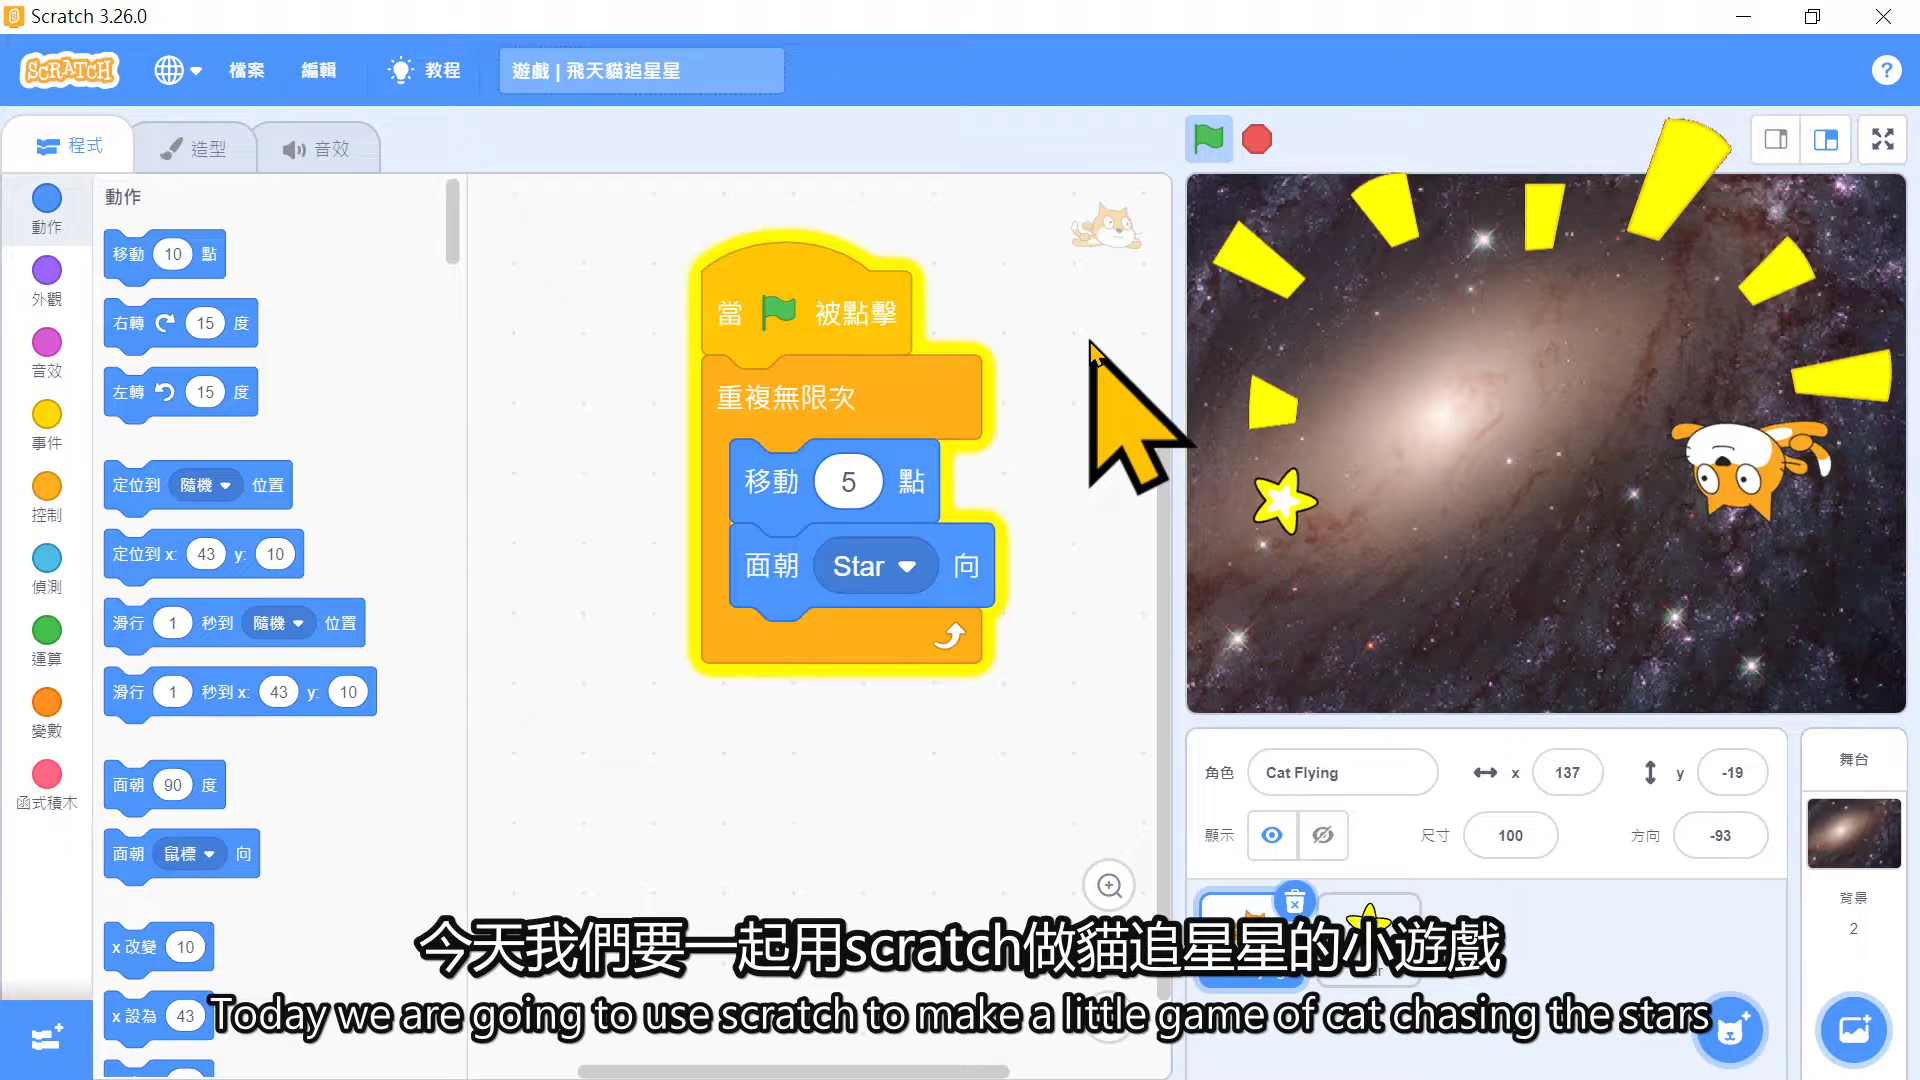 Scratch 3.26.0
SCRATCH 檔案 編輯 教程 遊戲 | 飛天貓追星星 ?
程式 造型 音效
動作
外觀
音效
事件
控制
偵測
運算
變數
函式積木
動作
移動 10 點
右轉 15 度
左轉 15 度
定位到 隨機 位置
定位到 x: 43 y: 10
滑行 1 秒到 隨機 位置
滑行 1 秒到 x: 43 y: 10
面朝 90 度
面朝 鼠標 向
x 改變 10
x 設為 43
當 被點擊
重複無限次
移動 5 點
面朝 Star 向
角色 Cat Flying x 137 y -19
顯示 尺寸 100 方向 -93
舞台
背景
2
今天我們要一起用scratch做貓追星星的小遊戲
Today we are going to use scratch to make a little game of cat chasing the stars